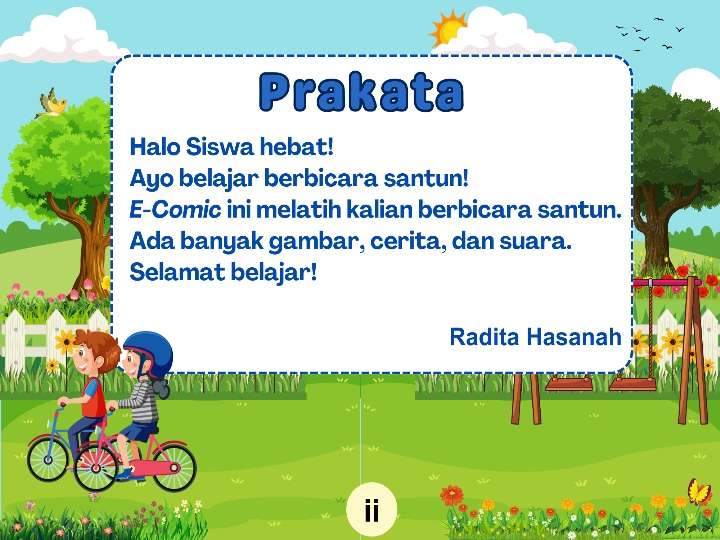 Prakata
Halo Siswa hebat!
Ayo belajar berbicara santun!
E-Comic ini melatih kalian berbicara santun.
Ada banyak gambar, cerita, dan suara.
Selamat belajar!
Radita Hasanah
ii